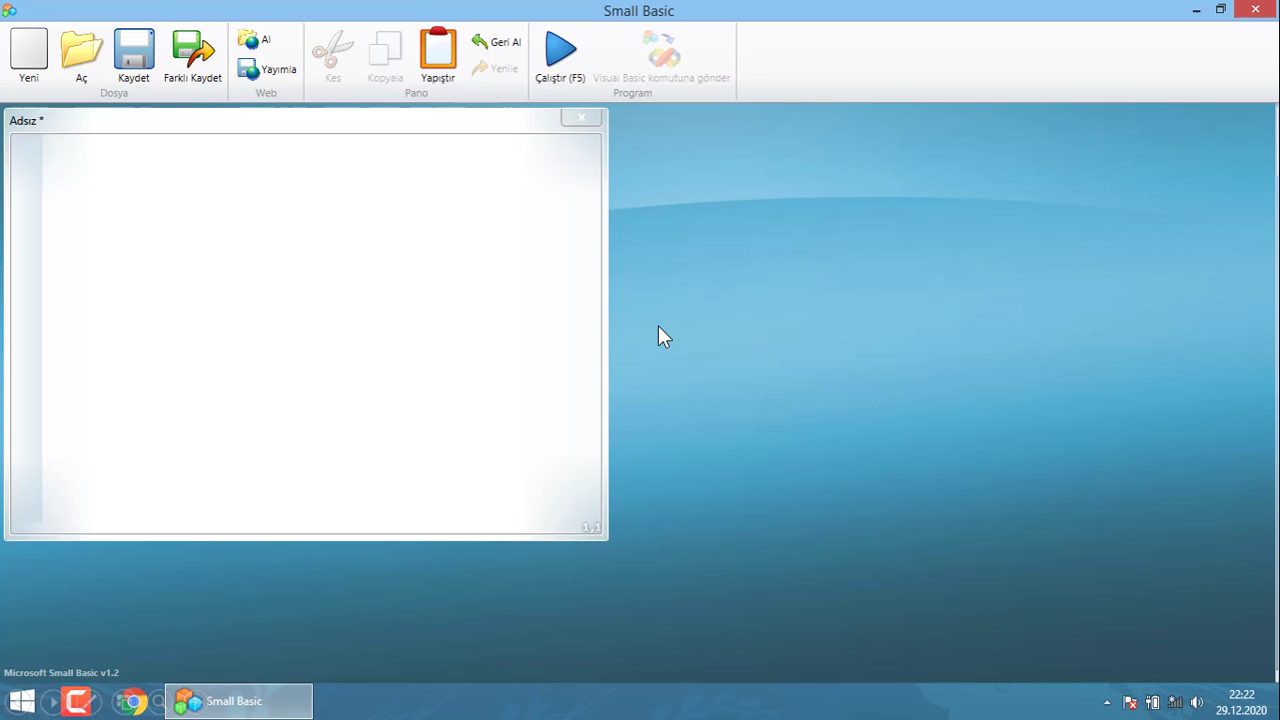 Small Basic
Yeni
Aç
Kaydet
Farklı Kaydet
Dosya
Al
Yayımla
Web
Kes
Kopyala
Yapıştır
Geri Al
Yenile
Pano
Çalıştır (F5)
Visual Basic komutuna gönder
Program
Adsız *
1,1
Microsoft Small Basic v1.2
Small Basic
22:22
29.12.2020